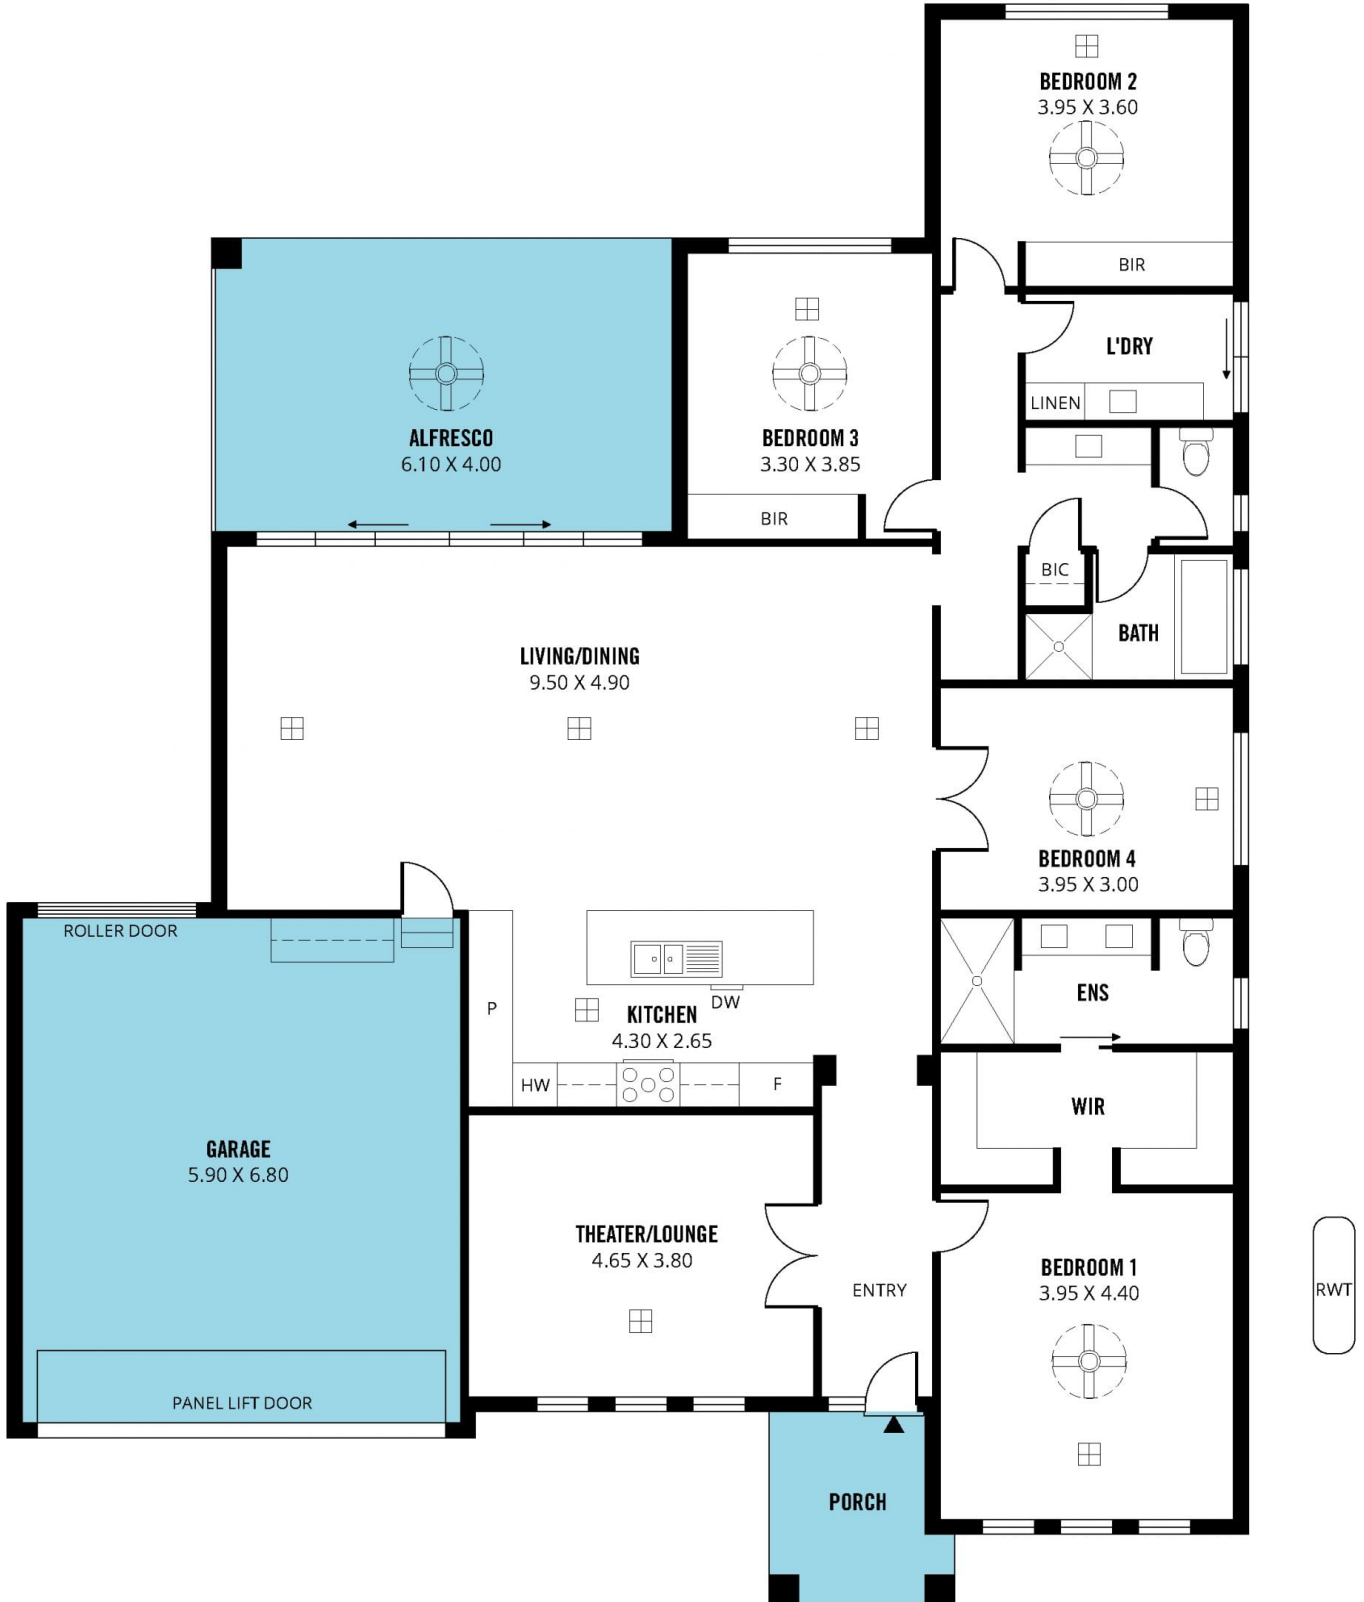 BEDROOM 2
3.95 X 3.60
BIR
L'DRY
LINEN
ALFRESCO
6.10 X 4.00
BEDROOM 3
3.30 X 3.85
BIR
BIC
BATH
LIVING/DINING
9.50 X 4.90
BEDROOM 4
3.95 X 3.00
ROLLER DOOR
P
DW
KITCHEN
4.30 X 2.65
HW
F
ENS
WIR
GARAGE
5.90 X 6.80
THEATER/LOUNGE
4.65 X 3.80
ENTRY
BEDROOM 1
3.95 X 4.40
RWT
PANEL LIFT DOOR
PORCH